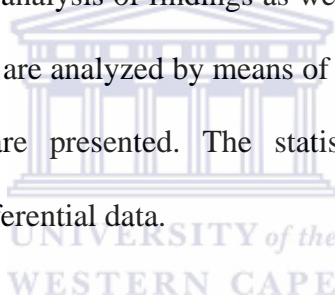 analysis of findings as we
are analyzed by means of
are presented. The statis
ferential data.
UNIVERSITY of the
WESTERN CAPE